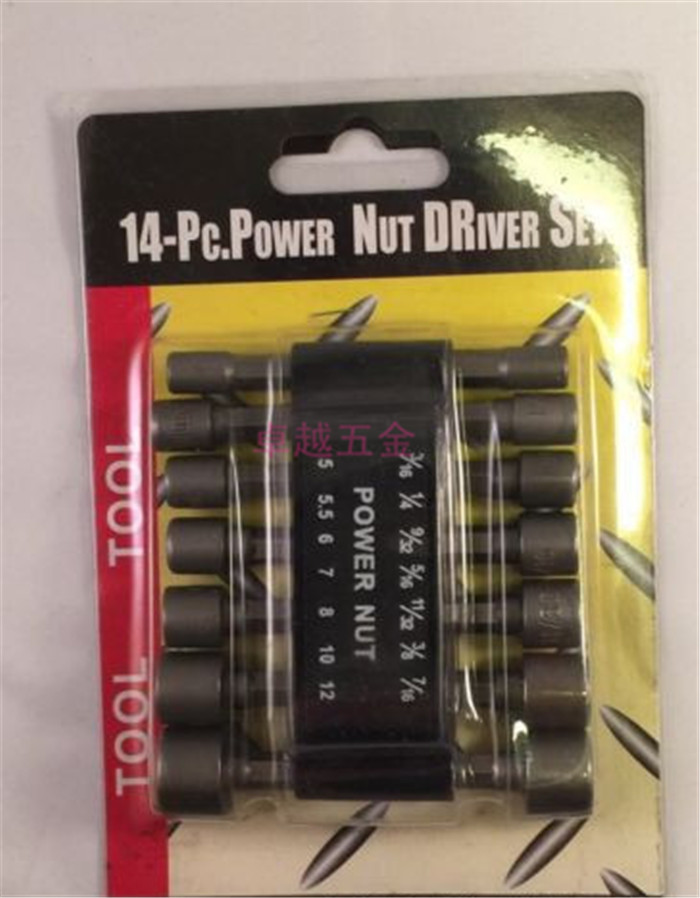 14-Pc.Power Nut DRiver Set
TOOL
TOOL
卓越五金
3/16 1/4 9/32 5/16 11/32 3/8 7/16
POWER NUT
5 5.5 6 7 8 10 12